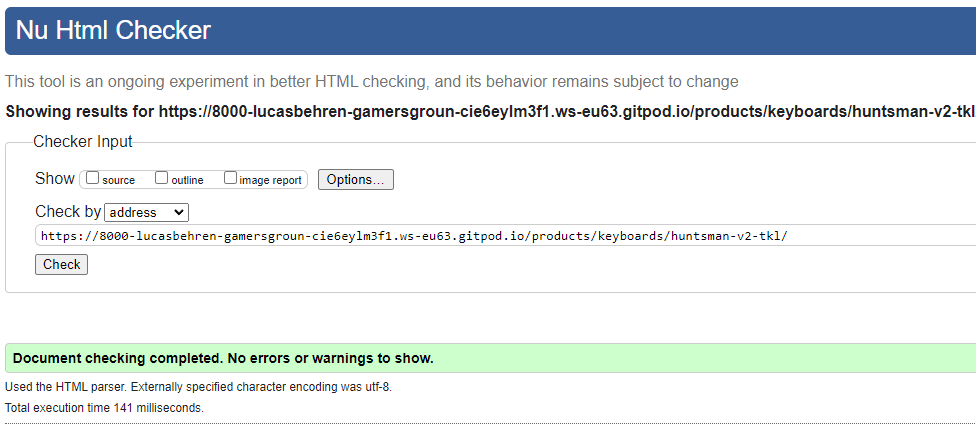 Nu Html Checker
This tool is an ongoing experiment in better HTML checking, and its behavior remains subject to change
Showing results for https://8000-lucasbehren-gamersgroun-cie6eylm3f1.ws-eu63.gitpod.io/products/keyboards/huntsman-v2-tkl
Checker Input
Show source outline image report Options...
Check by address
https://8000-lucasbehren-gamersgroun-cie6eylm3f1.ws-eu63.gitpod.io/products/keyboards/huntsman-v2-tkl/
Check
Document checking completed. No errors or warnings to show.
Used the HTML parser. Externally specified character encoding was utf-8.
Total execution time 141 milliseconds.